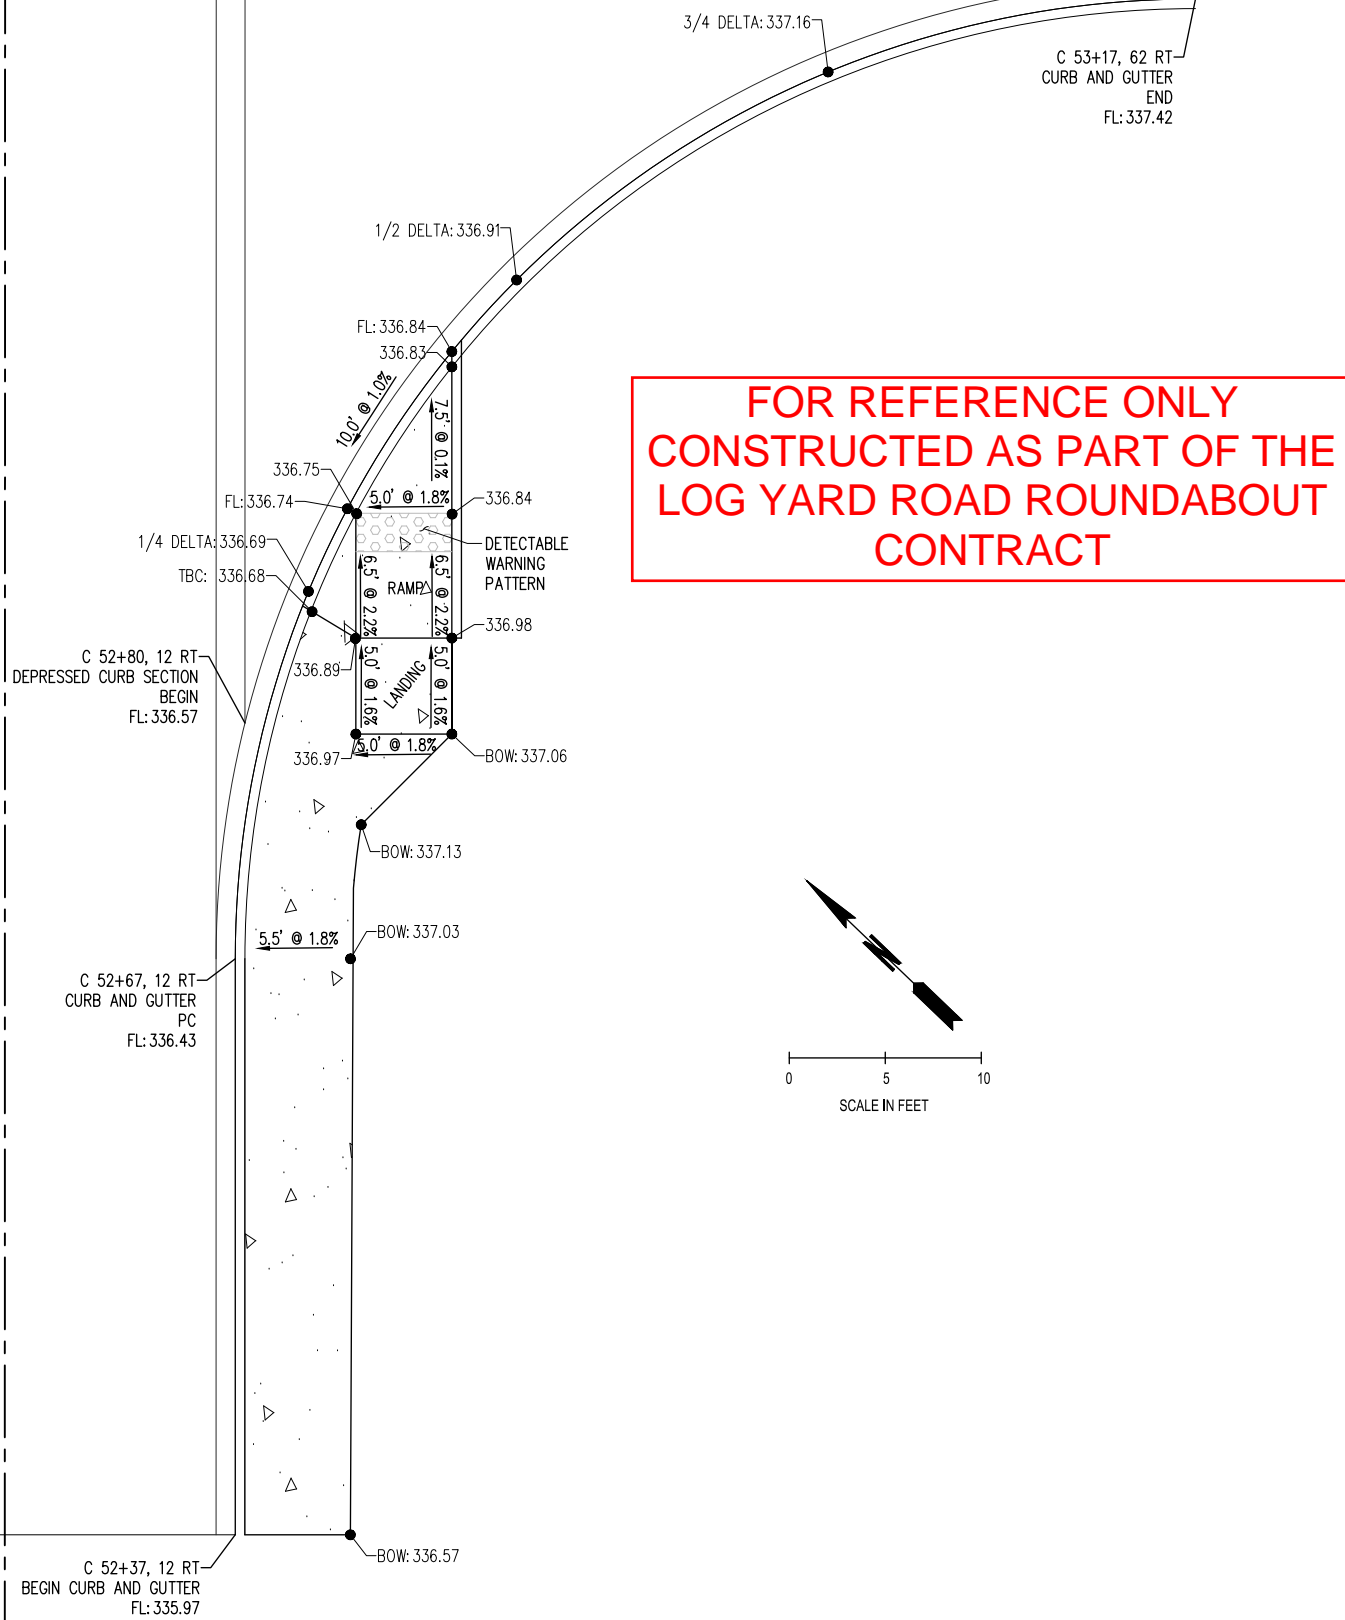 3/4 DELTA: 337.16
C 53+17, 62 RT
CURB AND GUTTER
END
FL: 337.42
1/2 DELTA: 336.91
FL: 336.84
336.83
10.0' @ 1.0%
7.5' @ 0.1%
FOR REFERENCE ONLY
CONSTRUCTED AS PART OF THE
LOG YARD ROAD ROUNDABOUT
CONTRACT
336.75
5.0' @ 1.8%
336.84
FL: 336.74
1/4 DELTA: 336.69
DETECTABLE
WARNING
PATTERN
TBC: 336.68
6.5' @ 2.2%
RAMP
6.5' @ 2.2%
336.98
C 52+80, 12 RT
DEPRESSED CURB SECTION
BEGIN
FL: 336.57
336.89
5.0' @ 1.6%
LANDING
5.0' @ 1.6%
336.97
5.0' @ 1.8%
BOW: 337.06
BOW: 337.13
5.5' @ 1.8%
BOW: 337.03
C 52+67, 12 RT
CURB AND GUTTER
PC
FL: 336.43
N
0 5 10
SCALE IN FEET
BOW: 336.57
C 52+37, 12 RT
BEGIN CURB AND GUTTER
FL: 335.97